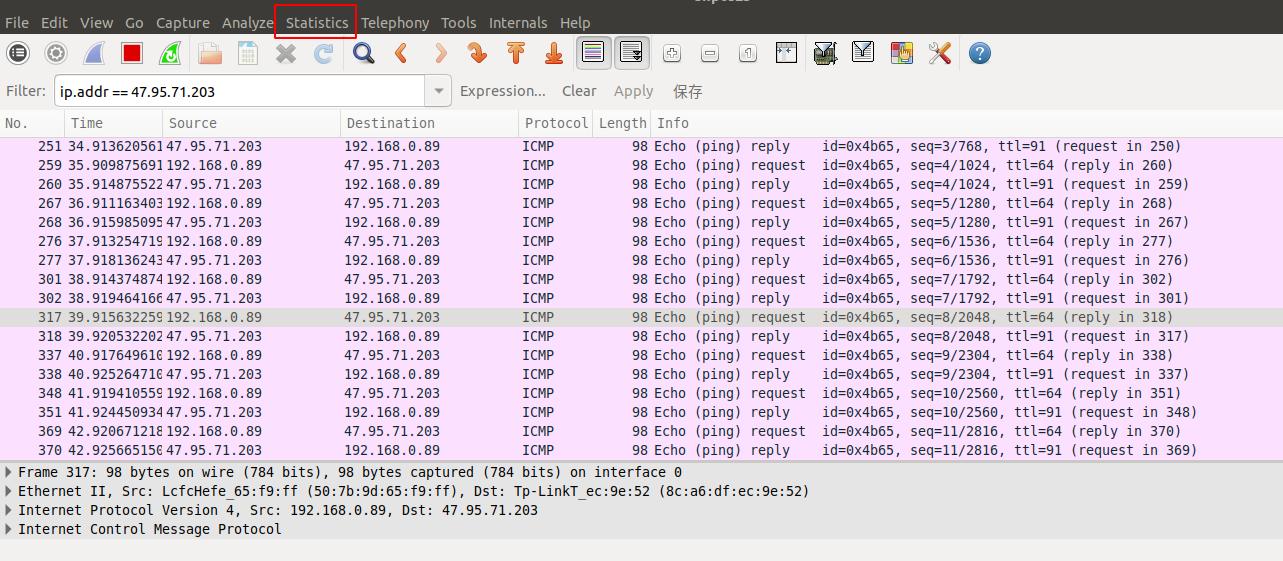 File Edit View Go Capture Analyze Statistics Telephony Tools Internals Help
Filter: ip.addr == 47.95.71.203 Expression... Clear Apply 保存
No. Time Source Destination Protocol Length Info
251 34.913620561 47.95.71.203 192.168.0.89 ICMP 98 Echo (ping) reply id=0x4b65, seq=3/768, ttl=91 (request in 250)
259 35.909875691 192.168.0.89 47.95.71.203 ICMP 98 Echo (ping) request id=0x4b65, seq=4/1024, ttl=64 (reply in 260)
260 35.914875522 47.95.71.203 192.168.0.89 ICMP 98 Echo (ping) reply id=0x4b65, seq=4/1024, ttl=91 (request in 259)
267 36.911163403 192.168.0.89 47.95.71.203 ICMP 98 Echo (ping) request id=0x4b65, seq=5/1280, ttl=64 (reply in 268)
268 36.915985095 47.95.71.203 192.168.0.89 ICMP 98 Echo (ping) reply id=0x4b65, seq=5/1280, ttl=91 (request in 267)
276 37.913254719 192.168.0.89 47.95.71.203 ICMP 98 Echo (ping) request id=0x4b65, seq=6/1536, ttl=64 (reply in 277)
277 37.918136243 47.95.71.203 192.168.0.89 ICMP 98 Echo (ping) reply id=0x4b65, seq=6/1536, ttl=91 (request in 276)
301 38.914374874 192.168.0.89 47.95.71.203 ICMP 98 Echo (ping) request id=0x4b65, seq=7/1792, ttl=64 (reply in 302)
302 38.919464166 47.95.71.203 192.168.0.89 ICMP 98 Echo (ping) reply id=0x4b65, seq=7/1792, ttl=91 (request in 301)
317 39.915632259 192.168.0.89 47.95.71.203 ICMP 98 Echo (ping) request id=0x4b65, seq=8/2048, ttl=64 (reply in 318)
318 39.920532202 47.95.71.203 192.168.0.89 ICMP 98 Echo (ping) reply id=0x4b65, seq=8/2048, ttl=91 (request in 317)
337 40.917649610 192.168.0.89 47.95.71.203 ICMP 98 Echo (ping) request id=0x4b65, seq=9/2304, ttl=64 (reply in 338)
338 40.925264710 47.95.71.203 192.168.0.89 ICMP 98 Echo (ping) reply id=0x4b65, seq=9/2304, ttl=91 (request in 337)
348 41.919410559 192.168.0.89 47.95.71.203 ICMP 98 Echo (ping) request id=0x4b65, seq=10/2560, ttl=64 (reply in 351)
351 41.924450934 47.95.71.203 192.168.0.89 ICMP 98 Echo (ping) reply id=0x4b65, seq=10/2560, ttl=91 (request in 348)
369 42.920671218 192.168.0.89 47.95.71.203 ICMP 98 Echo (ping) request id=0x4b65, seq=11/2816, ttl=64 (reply in 370)
370 42.925665150 47.95.71.203 192.168.0.89 ICMP 98 Echo (ping) reply id=0x4b65, seq=11/2816, ttl=91 (request in 369)
Frame 317: 98 bytes on wire (784 bits), 98 bytes captured (784 bits) on interface 0
Ethernet II, Src: LcfcHefe_65:f9:ff (50:7b:9d:65:f9:ff), Dst: Tp-LinkT_ec:9e:52 (8c:a6:df:ec:9e:52)
Internet Protocol Version 4, Src: 192.168.0.89, Dst: 47.95.71.203
Internet Control Message Protocol